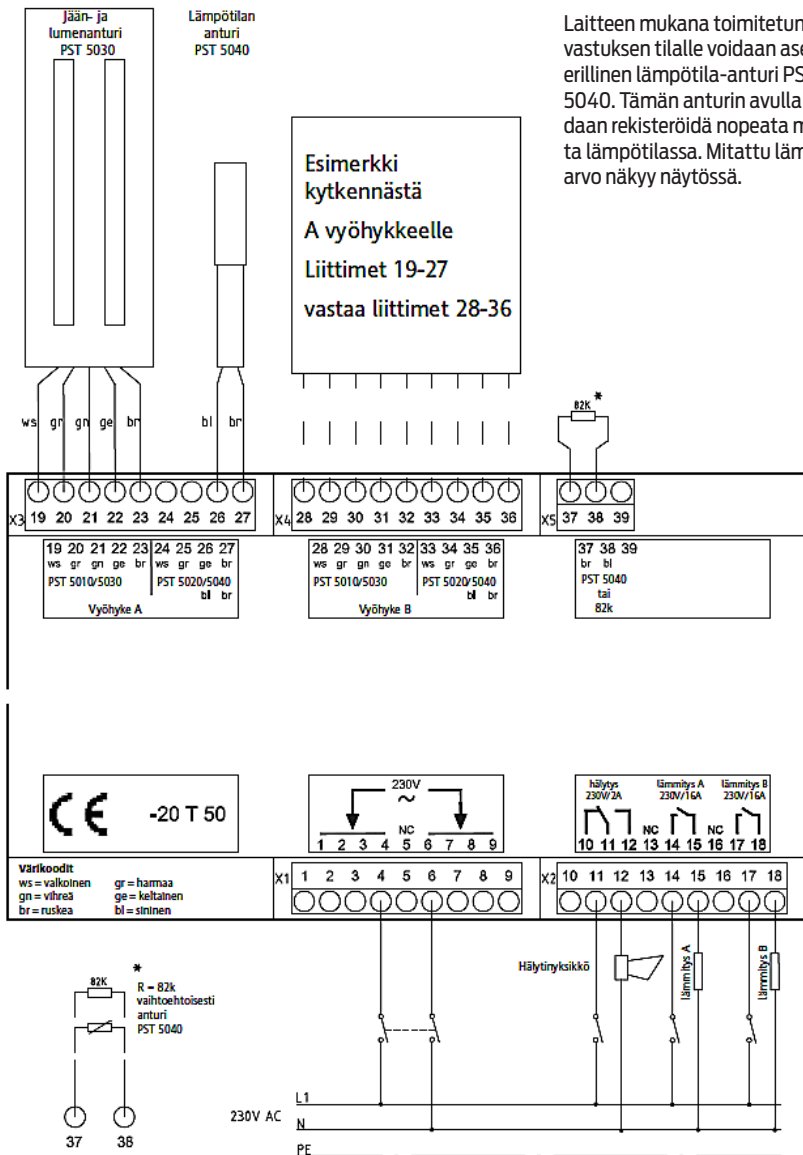 Jään- ja
lumenanturi
PST 5030
Lämpötilan
anturi
PST 5040
Laitteen mukana toimitetun
vastuksen tilalle voidaan
erillinen lämpötila-anturi
5040. Tämän anturin avulla
rekisteröidä nopeata
lämpötilassa. Mitattu
arvo näkyy näytössä.
Esimerkki
kytkennästä
A vyöhykkeelle
Liittimet 19-27
vastaa liittimet 28-36
ws gr gn ge br
bl br
82K *
X3 19 20 21 22 23 24 25 26 27
X4 28 29 30 31 32 33 34 35 36
X5 37 38 39
19 20 21 22 23 24 25 26 27
ws gr gn ge br ws gr ge br
PST 5010/5030 PST 5020/5040
bl br
Vyöhyke A
28 29 30 31 32 33 34 35 36
ws gr gn ge br ws gr ge br
PST 5010/5030 PST 5020/5040
bl br
Vyöhyke B
37 38 39
br bl
PST 5040
tai
82k
CE -20 T 50
230V
~
NC
1 2 3 4 5 6 7 8 9
hälytys
230V/2A
lämmitys A
230V/16A
lämmitys B
230V/16A
NC NC
10 11 12 13 14 15 16 17 18
Värikoodit
ws = valkoinen gr = harmaa
gn = vihreä ge = keltainen
br = ruskea bl = sininen
X1 1 2 3 4 5 6 7 8 9
X2 10 11 12 13 14 15 16 17 18
82K
*
R = 82k
vaihtoehtoisesti
anturi
PST 5040
37 38
Hälytinyksikkö
lämmitys A
lämmitys B
230V AC
L1
N
PE